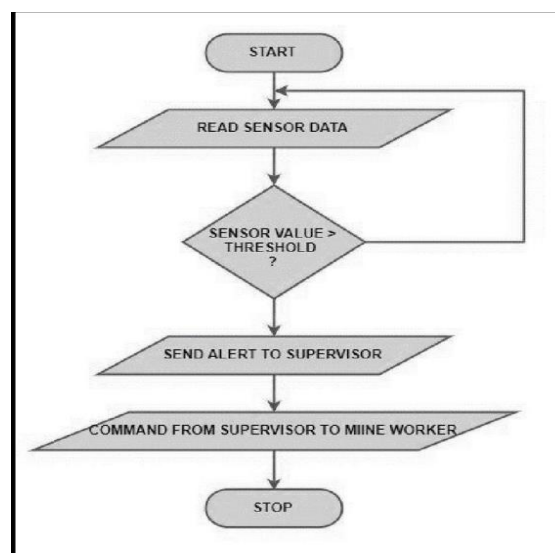 START
READ SENSOR DATA
SENSOR VALUE >
THRESHOLD
?
SEND ALERT TO SUPERVISOR
COMMAND FROM SUPERVISOR TO MIINE WORKER
STOP